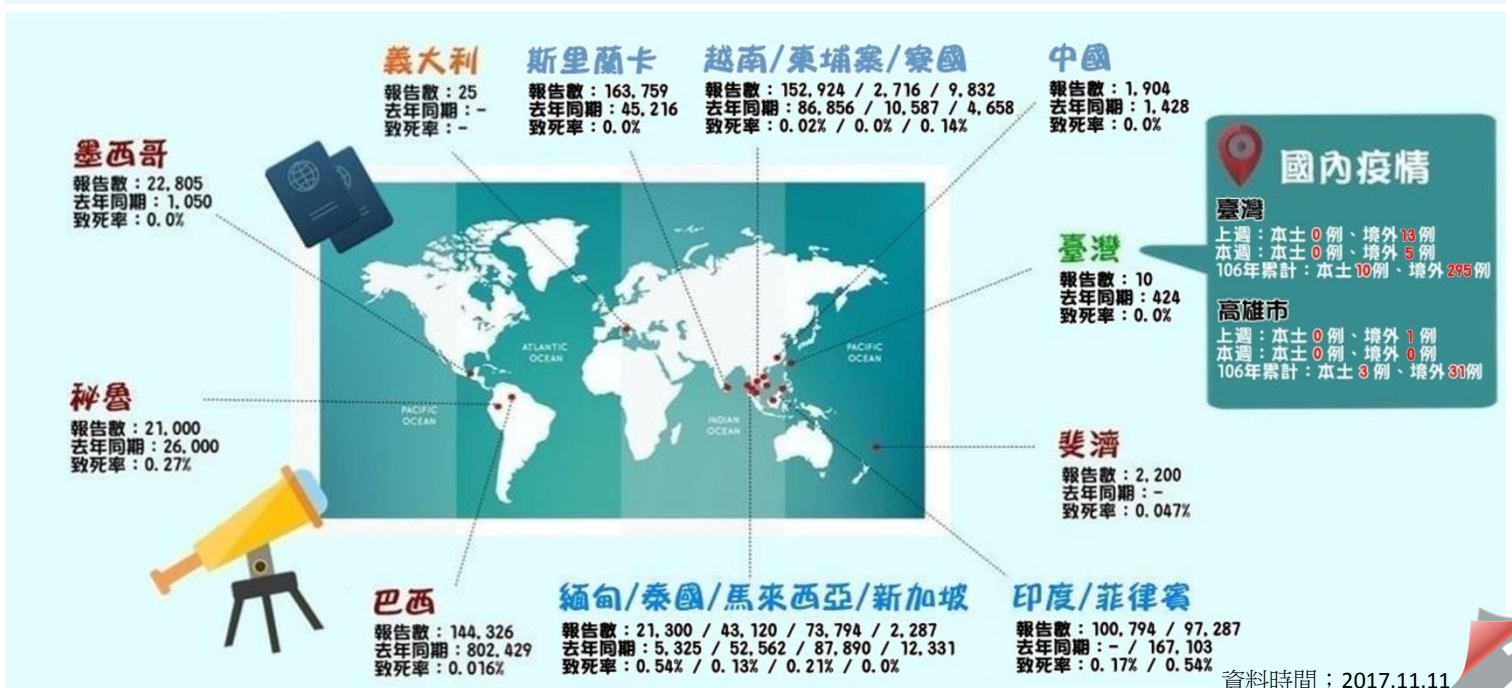 義大利
報告數：25
去年同期：-
致死率：-
斯里蘭卡
報告數：163,759
去年同期：45,216
致死率：0.0%
越南/柬埔寨/寮國
報告數：152,924 / 2,716 / 9,832
去年同期：86,856 / 10,587 / 4,658
致死率：0.02% / 0.0% / 0.14%
中國
報告數：1,904
去年同期：1,428
致死率：0.0%
墨西哥
報告數：22,805
去年同期：1,050
致死率：0.0%
國內疫情
臺灣
上週：本土0例、境外13例
本週：本土0例、境外5例
106年累計：本土10例、境外295例
高雄市
上週：本土0例、境外1例
本週：本土0例、境外0例
106年累計：本土3例、境外31例
臺灣
報告數：10
去年同期：424
致死率：0.0%
ATLANTIC
OCEAN
PACIFIC
OCEAN
PACIFIC
OCEAN
INDIAN
OCEAN
秘魯
報告數：21,000
去年同期：26,000
致死率：0.27%
斐濟
報告數：2,200
去年同期：-
致死率：0.047%
巴西
報告數：144,326
去年同期：802,429
致死率：0.016%
緬甸/泰國/馬來西亞/新加坡
報告數：21,300 / 43,120 / 73,794 / 2,287
去年同期：5,325 / 52,562 / 87,890 / 12,331
致死率：0.54% / 0.13% / 0.21% / 0.0%
印度/菲律賓
報告數：100,794 / 97,287
去年同期：- / 167,103
致死率：0.17% / 0.54%
資料時間；2017.11.11